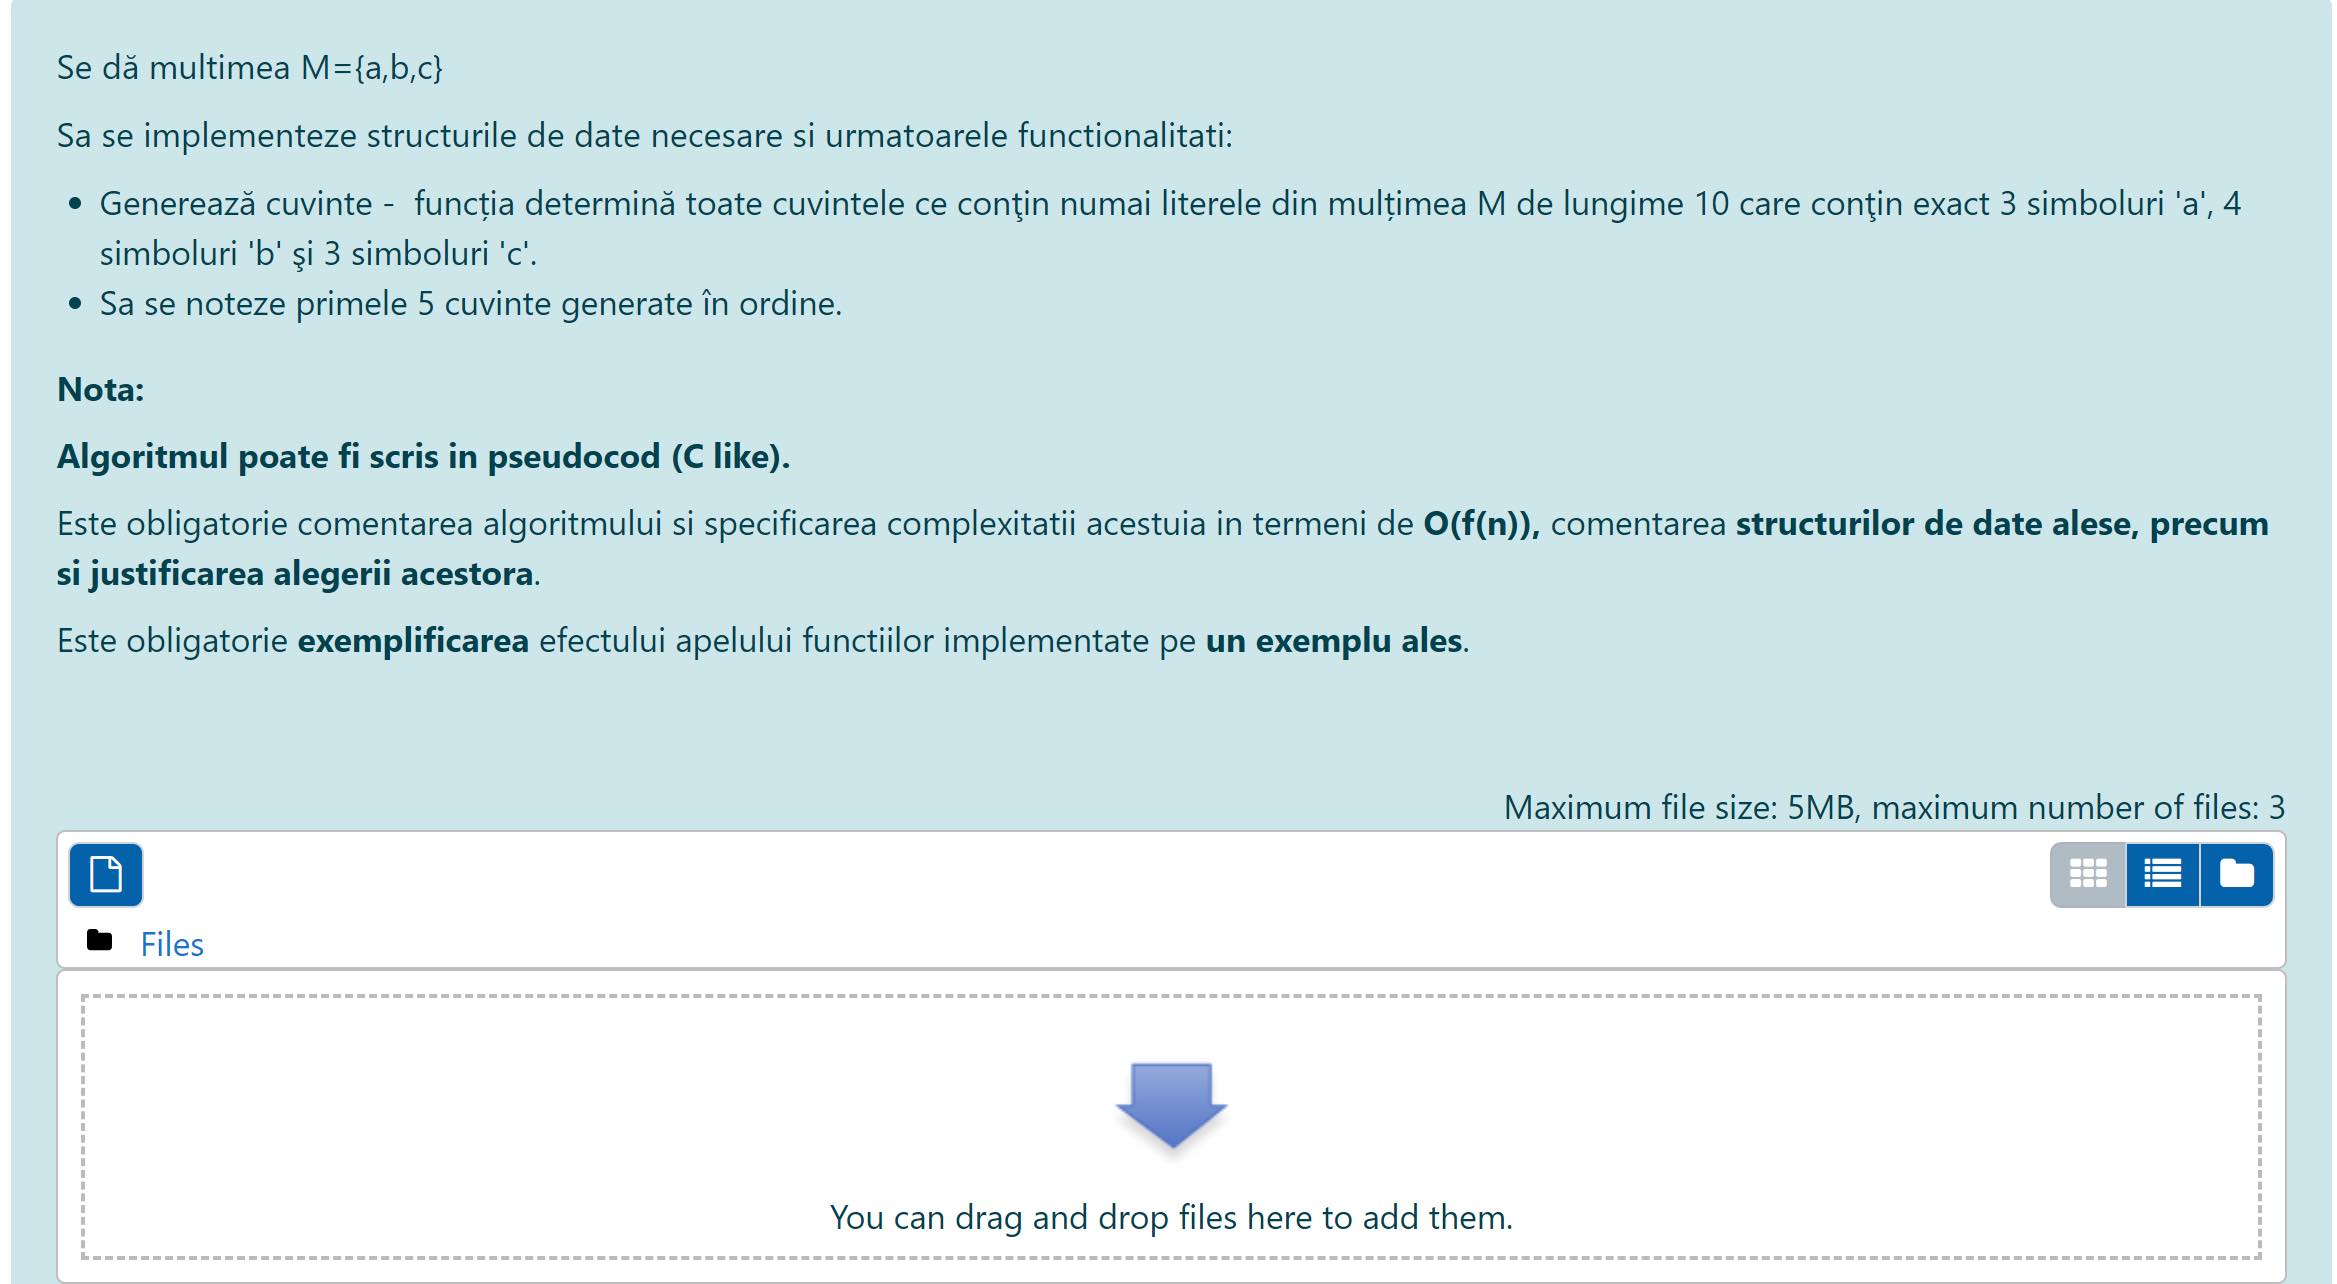 Se dă multimea M={a,b,c}
Sa se implementeze structurile de date necesare si urmatoarele functionalitati:
• Generează cuvinte - funcția determină toate cuvintele ce conţin numai literele din mulțimea M de lungime 10 care conţin exact 3 simboluri 'a', 4
simboluri 'b' şi 3 simboluri 'c'.
• Sa se noteze primele 5 cuvinte generate în ordine.
Nota:
Algoritmul poate fi scris in pseudocod (C like).
Este obligatorie comentarea algoritmului si specificarea complexitatii acestuia in termeni de O(f(n)), comentarea structurilor de date alese, precum
si justificarea alegerii acestora.
Este obligatorie exemplificarea efectului apelului functiilor implementate pe un exemplu ales.
Maximum file size: 5MB, maximum number of files: 3
Files
You can drag and drop files here to add them.